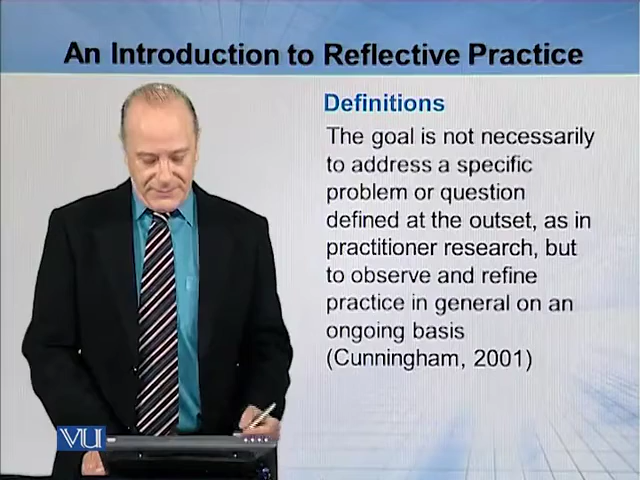 An Introduction to Reflective Practice
Definitions
The goal is not necessarily
to address a specific
problem or question
defined at the outset, as in
practitioner research, but
to observe and refine
practice in general on an
ongoing basis
(Cunningham, 2001)
VU